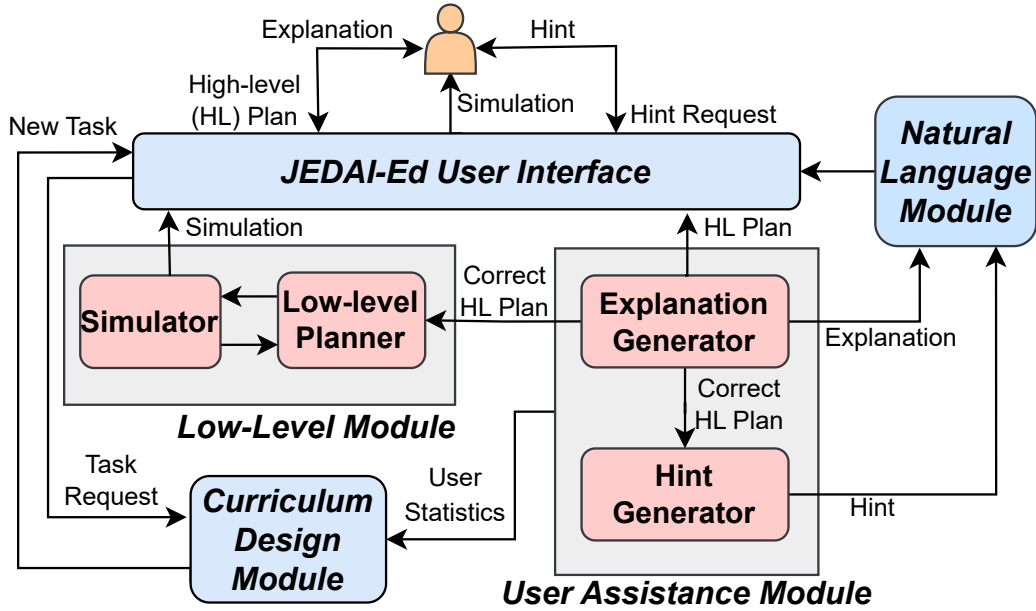 Explanation
Hint
High-level
(HL) Plan
Simulation
Hint Request
New Task
JEDAI-Ed User Interface
Natural
Language
Module
Simulation
HL Plan
Simulator
Low-level
Planner
Correct
HL Plan
Explanation
Generator
Explanation
Low-Level Module
Correct
HL Plan
Task
Request
Curriculum
Design
Module
User
Statistics
Hint
Generator
Hint
User Assistance Module